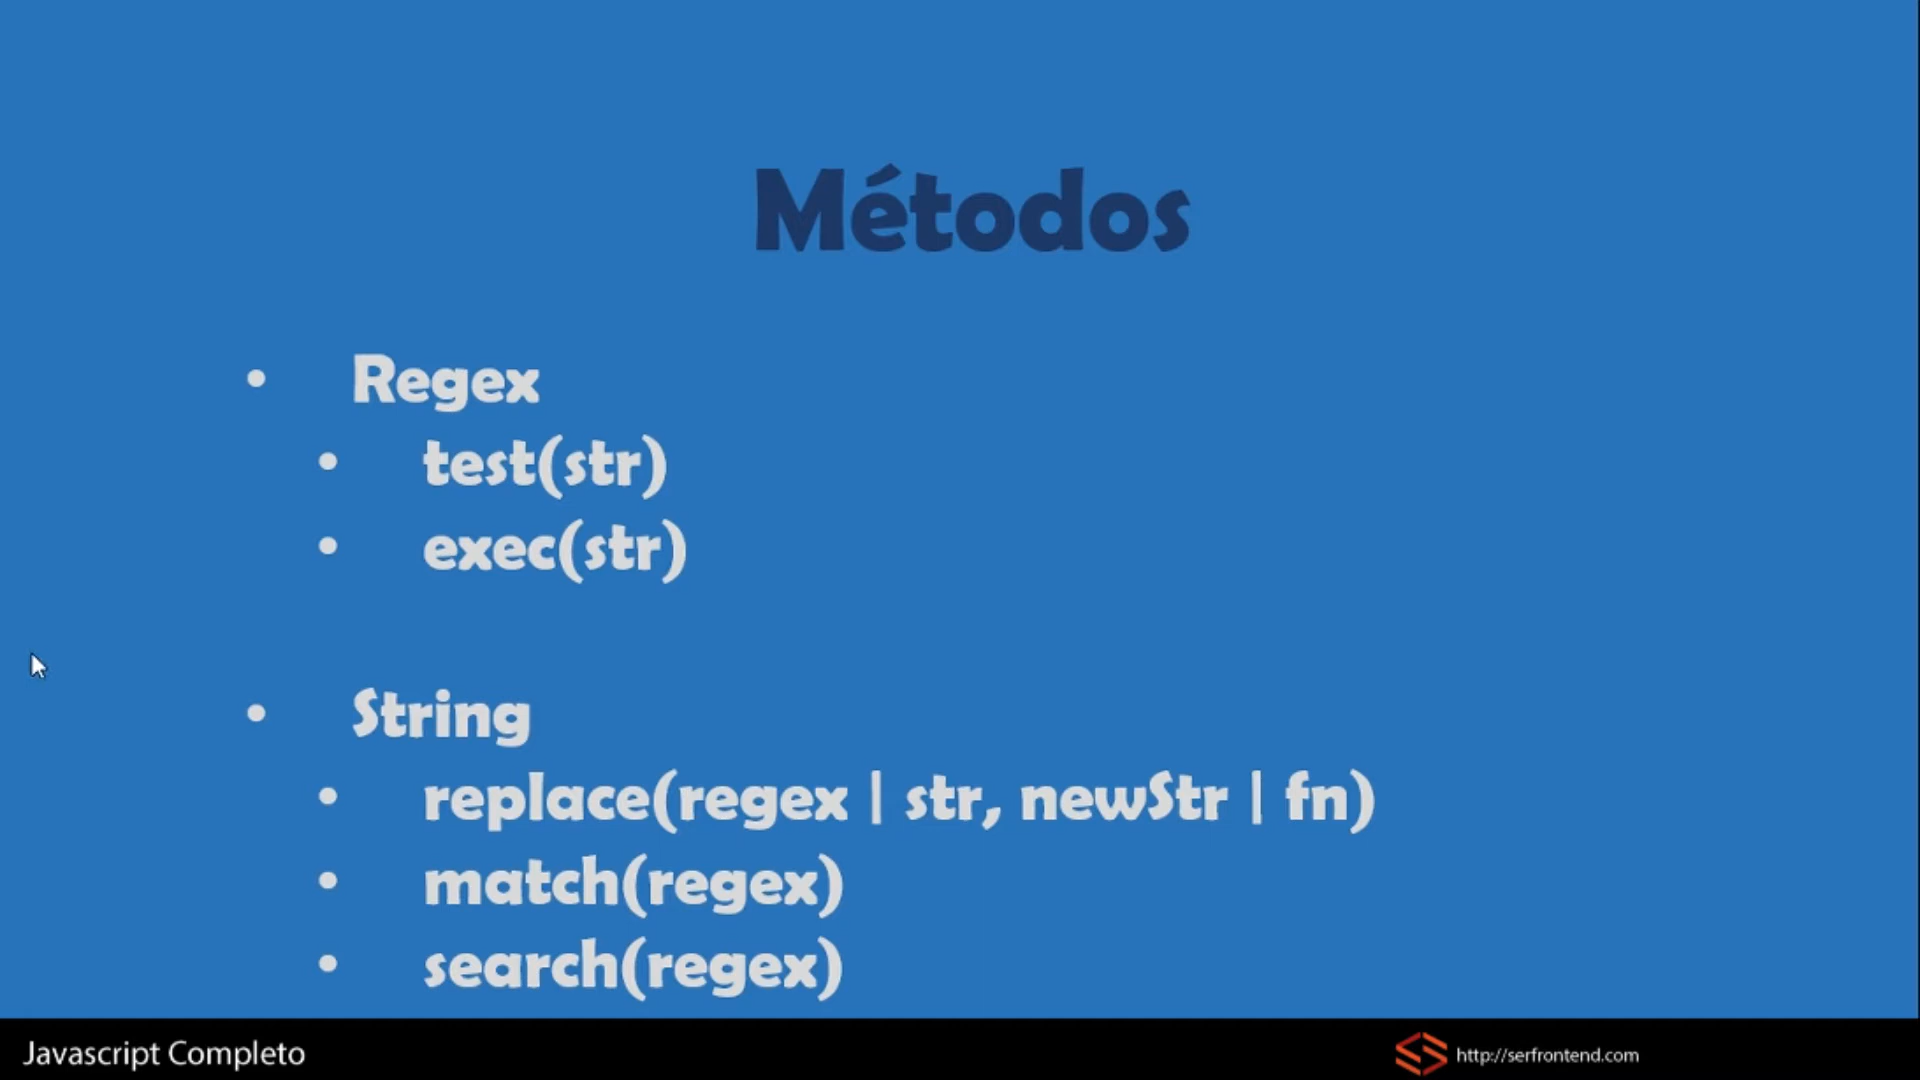 Métodos
• Regex
• test(str)
• exec(str)
• String
• replace(regex | str, newStr | fn)
• match(regex)
• search(regex)
Javascript Completo
http://serfrontend.com